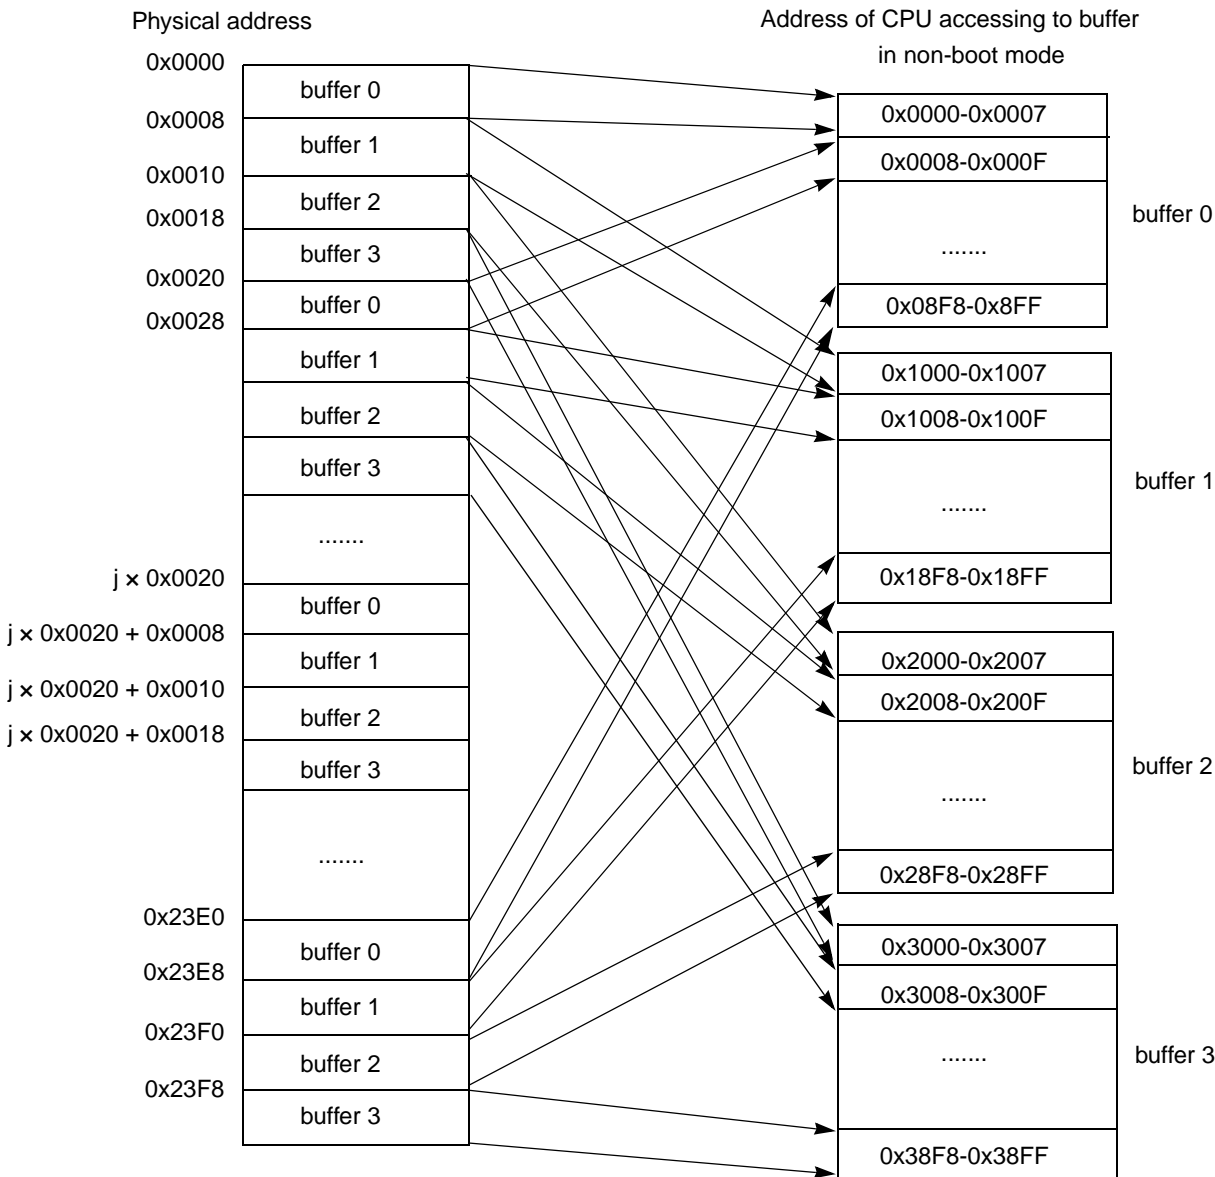 Physical address
0x0000
buffer 0
0x0008
buffer 1
0x0010
buffer 2
0x0018
buffer 3
0x0020
buffer 0
0x0028
buffer 1
buffer 2
buffer 3
.......
j × 0x0020
buffer 0
j × 0x0020 + 0x0008
buffer 1
j × 0x0020 + 0x0010
buffer 2
j × 0x0020 + 0x0018
buffer 3
.......
0x23E0
buffer 0
0x23E8
buffer 1
0x23F0
buffer 2
0x23F8
buffer 3
Address of CPU accessing to buffer
in non-boot mode
0x0000-0x0007
0x0008-0x000F
.......
0x08F8-0x8FF
buffer 0
0x1000-0x1007
0x1008-0x100F
.......
0x18F8-0x18FF
buffer 1
0x2000-0x2007
0x2008-0x200F
.......
0x28F8-0x28FF
buffer 2
0x3000-0x3007
0x3008-0x300F
.......
0x38F8-0x38FF
buffer 3